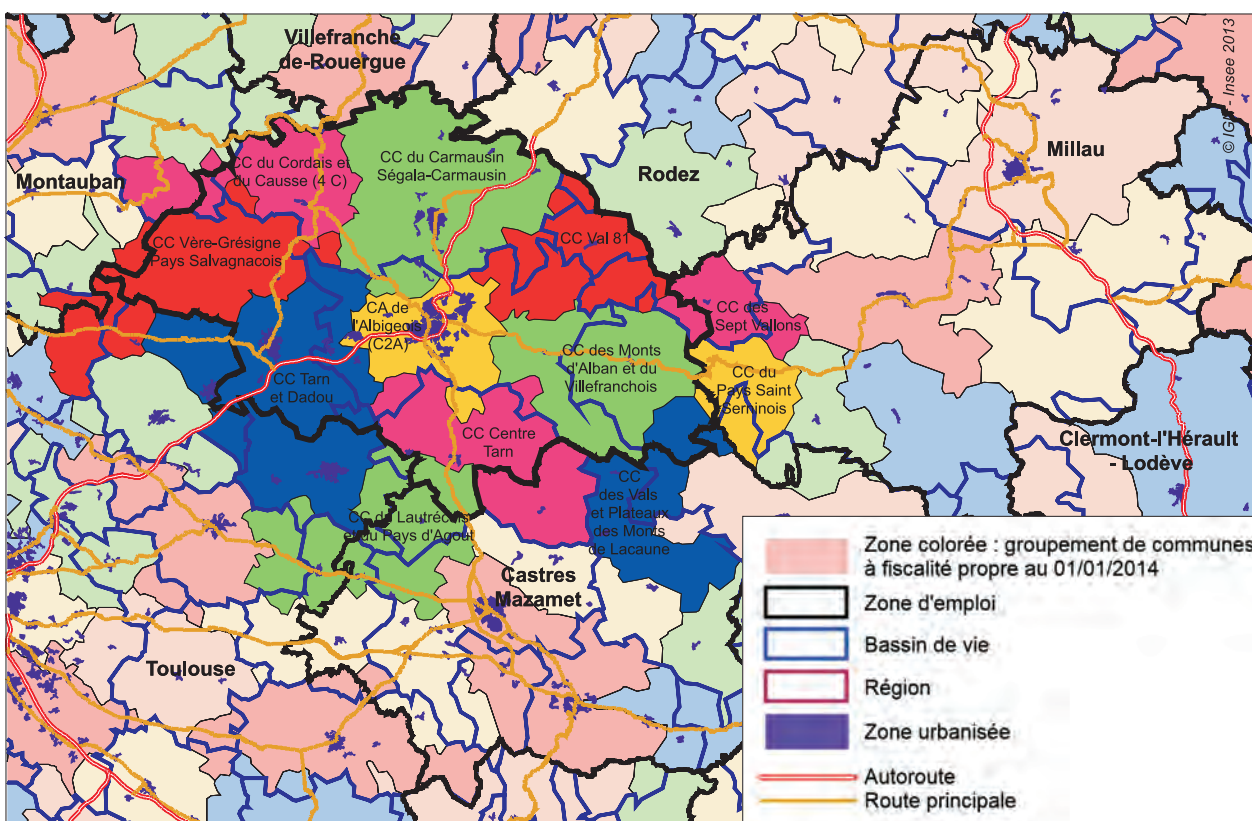 Villefranche
de-Rouergue
© IGN - Insee 2013
CC du Cordais et
du Causse (4 C)
CC du Carmausin
Ségala-Carmausin
Millau
Montauban
Rodez
CC Vère-Grésigne
Pays Salvagnacois
CC Val 81
CA de
l'Albigeois
(C2A)
CC des
Sept Vallons
CC des Monts
d'Alban et du
Villefranchois
CC du
Pays Saint
Serninois
CC Tarn
et Dadou
CC Centre
Tarn
Clermont-l'Hérault
- Lodève
CC
des Vals
et Plateaux
des Monts
de Lacaune
CC du Lautrécois
et du Pays d'Agout
Castres
Mazamet
Toulouse
Zone colorée : groupement de communes
à fiscalité propre au 01/01/2014
Zone d'emploi
Bassin de vie
Région
Zone urbanisée
Autoroute
Route principale